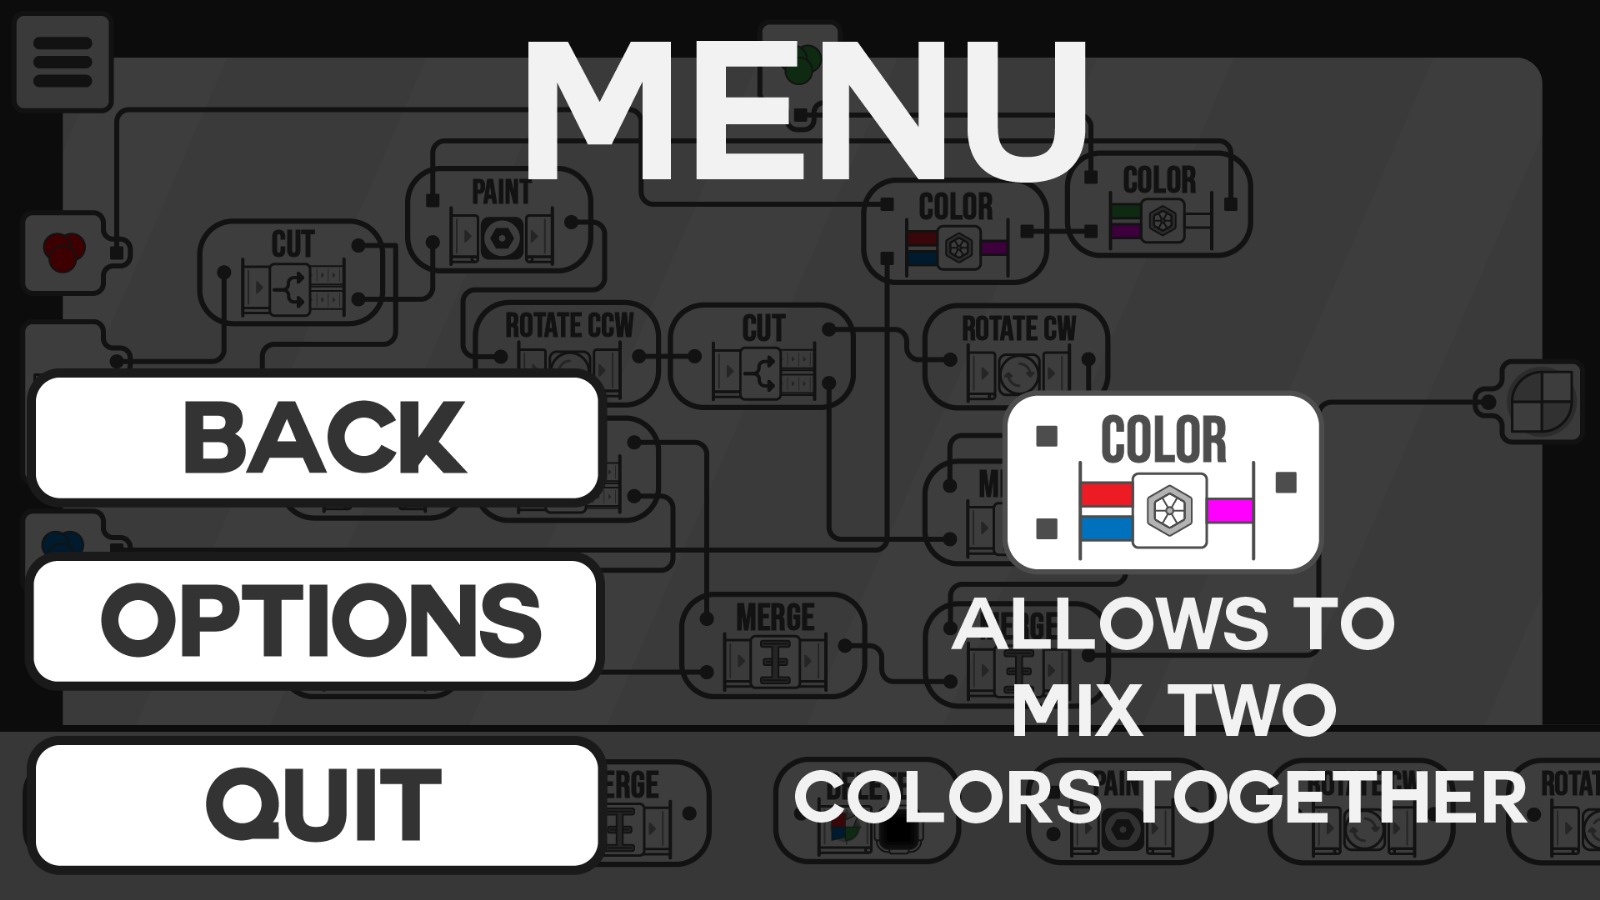 MENU
PAINT
COLOR
COLOR
CUT
ROTATE CCW
CUT
ROTATE CW
BACK
COLOR
OPTIONS
ALLOWS TO
MERGE
MERGE
MIX TWO
QUIT
COLORS TOGETHER